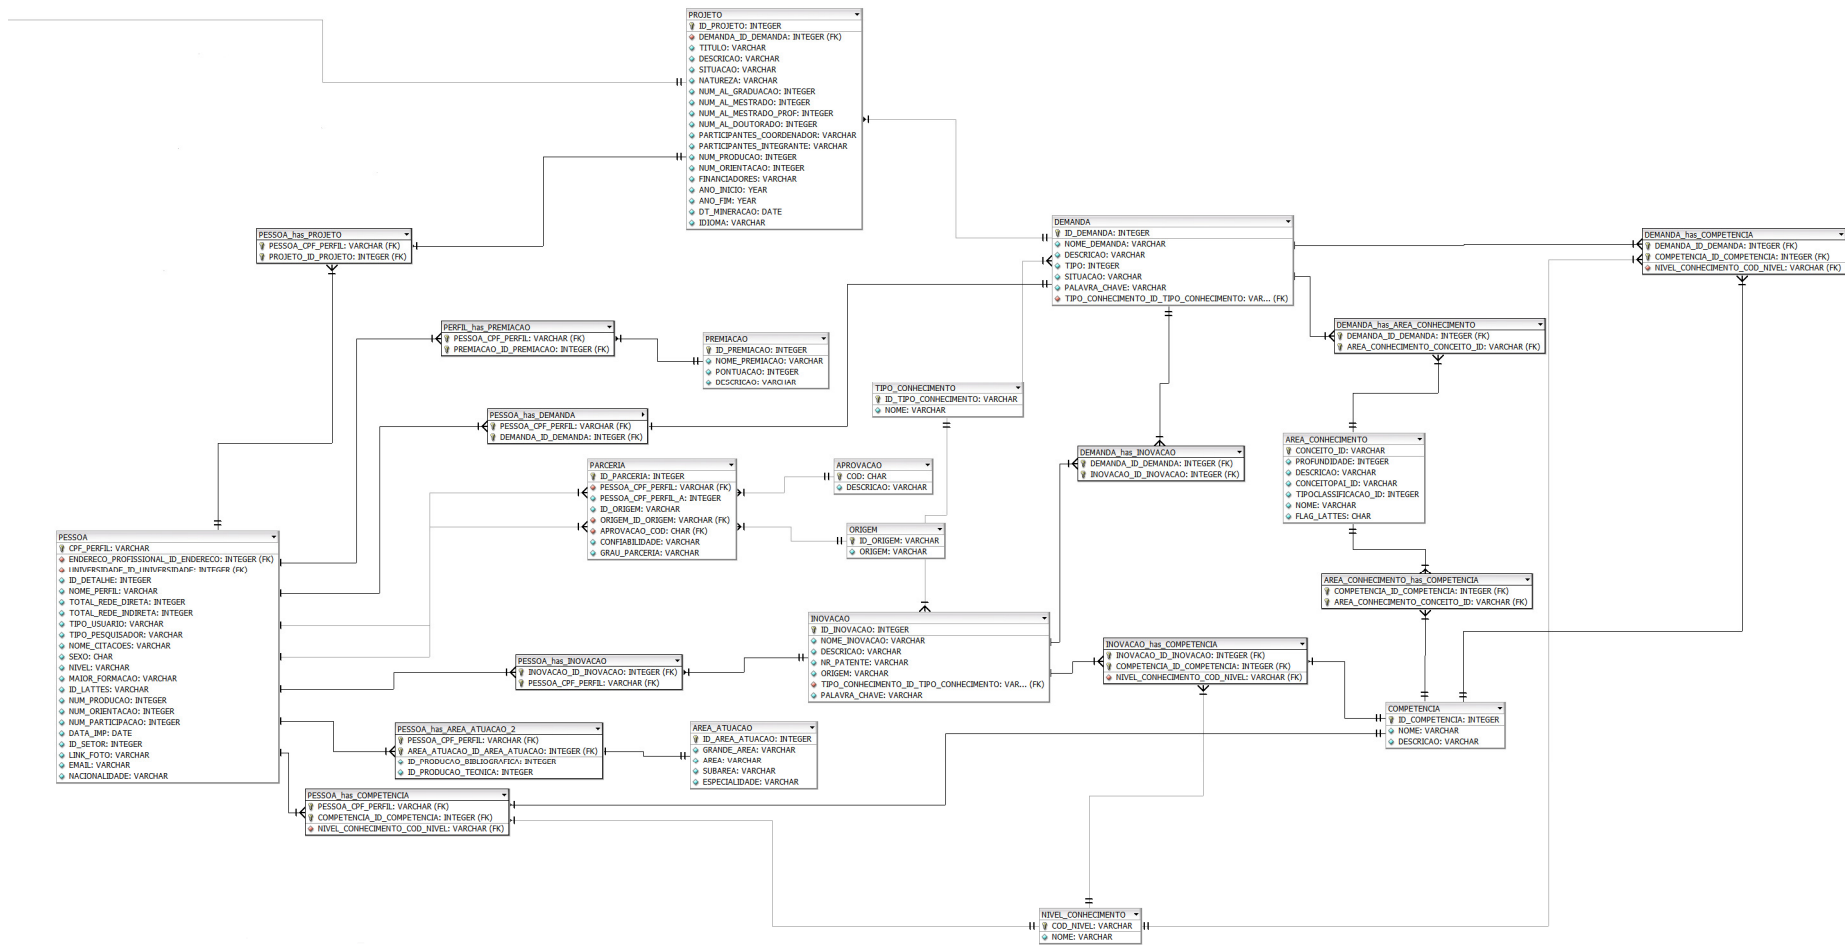 PROJETO
ID_PROJETO: INTEGER
DEMANDA_ID_DEMANDA: INTEGER (FK)
TITULO: VARCHAR
DESCRICAO: VARCHAR
SITUACAO: VARCHAR
NATUREZA: VARCHAR
NUM_AL_GRADUACAO: INTEGER
NUM_AL_MESTRADO: INTEGER
NUM_AL_MESTRADO_PROF: INTEGER
NUM_AL_DOUTORADO: INTEGER
PARTICIPANTES_COORDENADOR: VARCHAR
PARTICIPANTES_INTEGRANTE: VARCHAR
NUM_PRODUCAO: INTEGER
NUM_ORIENTACAO: INTEGER
FINANCIADORES: VARCHAR
ANO_INICIO: YEAR
ANO_FIM: YEAR
DT_MINERACAO: DATE
IDIOMA: VARCHAR
PESSOA_has_PROJETO
PESSOA_CPF_PERFIL: VARCHAR (FK)
PROJETO_ID_PROJETO: INTEGER (FK)
DEMANDA
ID_DEMANDA: INTEGER
NOME_DEMANDA: VARCHAR
DESCRICAO: VARCHAR
TIPO: INTEGER
SITUACAO: VARCHAR
PALAVRA_CHAVE: VARCHAR
TIPO_CONHECIMENTO_ID_TIPO_CONHECIMENTO: VAR... (FK)
DEMANDA_has_COMPETENCIA
DEMANDA_ID_DEMANDA: INTEGER (FK)
COMPETENCIA_ID_COMPETENCIA: INTEGER (FK)
NIVEL_CONHECIMENTO_COD_NIVEL: VARCHAR (FK)
PERFIL_has_PREMIACAO
PESSOA_CPF_PERFIL: VARCHAR (FK)
PREMIACAO_ID_PREMIACAO: INTEGER (FK)
PREMIACAO
ID_PREMIACAO: INTEGER
NOME_PREMIACAO: VARCHAR
PONTUACAO: INTEGER
DESCRICAO: VARCHAR
DEMANDA_has_AREA_CONHECIMENTO
DEMANDA_ID_DEMANDA: INTEGER (FK)
AREA_CONHECIMENTO_CONCEITO_ID: VARCHAR (FK)
TIPO_CONHECIMENTO
ID_TIPO_CONHECIMENTO: VARCHAR
NOME: VARCHAR
PESSOA_has_DEMANDA
PESSOA_CPF_PERFIL: VARCHAR (FK)
DEMANDA_ID_DEMANDA: INTEGER (FK)
PARCERIA
ID_PARCERIA: INTEGER
PESSOA_CPF_PERFIL: VARCHAR (FK)
PESSOA_CPF_PERFIL_A: INTEGER
ID_ORIGEM: VARCHAR
ORIGEM_ID_ORIGEM: VARCHAR (FK)
APROVACAO_COD: CHAR (FK)
CONFIABILIDADE: VARCHAR
GRAU_PARCERIA: VARCHAR
APROVACAO
COD: CHAR
DESCRICAO: VARCHAR
DEMANDA_has_INOVACAO
DEMANDA_ID_DEMANDA: INTEGER (FK)
INOVACAO_ID_INOVACAO: INTEGER (FK)
AREA_CONHECIMENTO
CONCEITO_ID: VARCHAR
PROFUNDIDADE: INTEGER
DESCRICAO: VARCHAR
CONCEITOPAI_ID: VARCHAR
TIPOCLASSIFICACAO_ID: INTEGER
NOME: VARCHAR
FLAG_LATTES: CHAR
ORIGEM
ID_ORIGEM: VARCHAR
ORIGEM: VARCHAR
PESSOA
CPF_PERFIL: VARCHAR
ENDERECO_PROFISSIONAL_ID_ENDERECO: INTEGER (FK)
UNIVERSIDADE_ID_UNIVERSIDADE: INTEGER (FK)
ID_DETALHE: INTEGER
NOME_PERFIL: VARCHAR
TOTAL_REDE_DIRETA: INTEGER
TOTAL_REDE_INDIRETA: INTEGER
TIPO_USUARIO: VARCHAR
TIPO_PESQUISADOR: VARCHAR
NOME_CITACOES: VARCHAR
SEXO: CHAR
NIVEL: VARCHAR
MAIOR_FORMACAO: VARCHAR
ID_LATTES: VARCHAR
NUM_PRODUCAO: INTEGER
NUM_ORIENTACAO: INTEGER
NUM_PARTICIPACAO: INTEGER
DATA_IMP: DATE
ID_SETOR: INTEGER
LINK_FOTO: VARCHAR
EMAIL: VARCHAR
NACIONALIDADE: VARCHAR
AREA_CONHECIMENTO_has_COMPETENCIA
COMPETENCIA_ID_COMPETENCIA: INTEGER (FK)
AREA_CONHECIMENTO_CONCEITO_ID: VARCHAR (FK)
INOVACAO
ID_INOVACAO: INTEGER
NOME_INOVACAO: VARCHAR
DESCRICAO: VARCHAR
NR_PATENTE: VARCHAR
ORIGEM: VARCHAR
TIPO_CONHECIMENTO_ID_TIPO_CONHECIMENTO: VAR... (FK)
PALAVRA_CHAVE: VARCHAR
INOVACAO_has_COMPETENCIA
INOVACAO_ID_INOVACAO: INTEGER (FK)
COMPETENCIA_ID_COMPETENCIA: INTEGER (FK)
NIVEL_CONHECIMENTO_COD_NIVEL: VARCHAR (FK)
PESSOA_has_INOVACAO
INOVACAO_ID_INOVACAO: INTEGER (FK)
PESSOA_CPF_PERFIL: VARCHAR (FK)
COMPETENCIA
ID_COMPETENCIA: INTEGER
NOME: VARCHAR
DESCRICAO: VARCHAR
PESSOA_has_AREA_ATUACAO_2
PESSOA_CPF_PERFIL: VARCHAR (FK)
AREA_ATUACAO_ID_AREA_ATUACAO: INTEGER (FK)
ID_PRODUCAO_BIBLIOGRAFICA: INTEGER
ID_PRODUCAO_TECNICA: INTEGER
AREA_ATUACAO
ID_AREA_ATUACAO: INTEGER
GRANDE_AREA: VARCHAR
AREA: VARCHAR
SUBAREA: VARCHAR
ESPECIALIDADE: VARCHAR
PESSOA_has_COMPETENCIA
PESSOA_CPF_PERFIL: VARCHAR (FK)
COMPETENCIA_ID_COMPETENCIA: INTEGER (FK)
NIVEL_CONHECIMENTO_COD_NIVEL: VARCHAR (FK)
NIVEL_CONHECIMENTO
COD_NIVEL: VARCHAR
NOME: VARCHAR